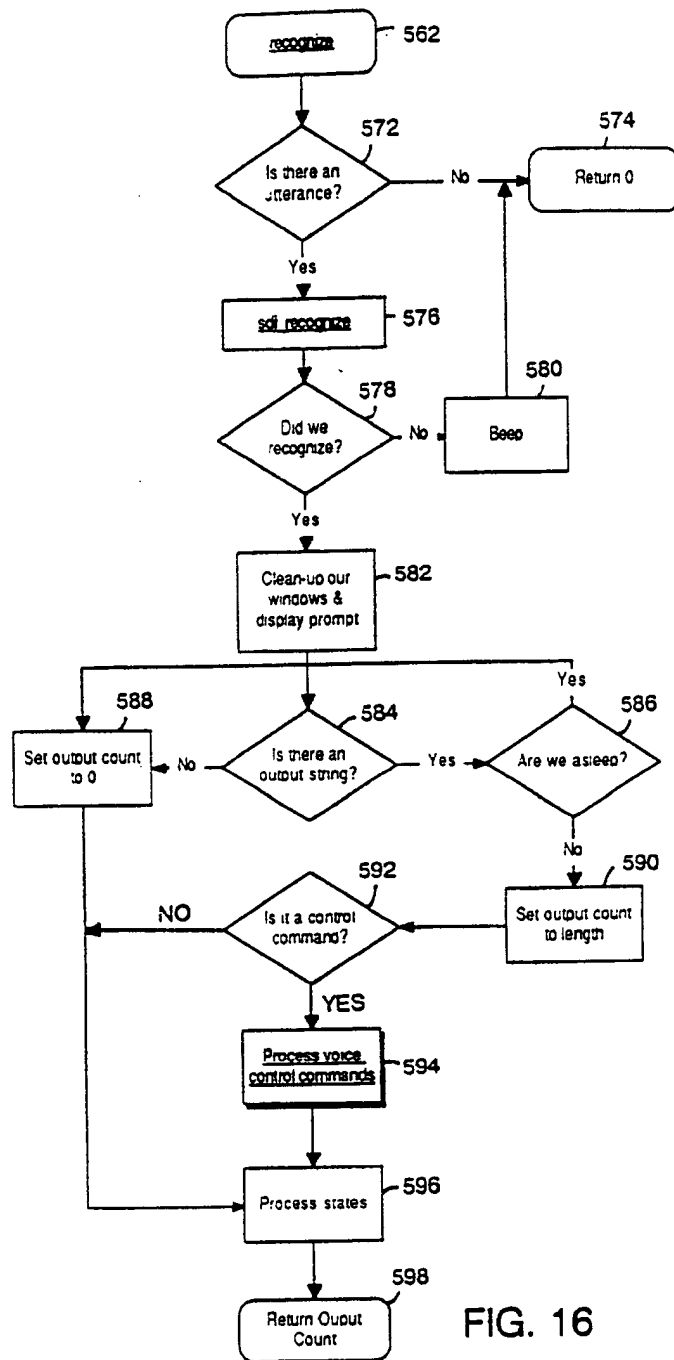 recognize
562
572
574
Is there an
utterance?
No
Return 0
Yes
sdi_recognize
576
578
580
Did we
recognize?
No
Beep
Yes
Clean-up our
windows &
display prompt
582
Yes
588
584
586
Set output count
to 0
No
Is there an
output string?
Yes
Are we asleep?
No
592
590
NO
Is it a control
command?
Set output count
to length
YES
Process voice
control commands
594
Process states
596
598
Return Ouput
Count
FIG. 16